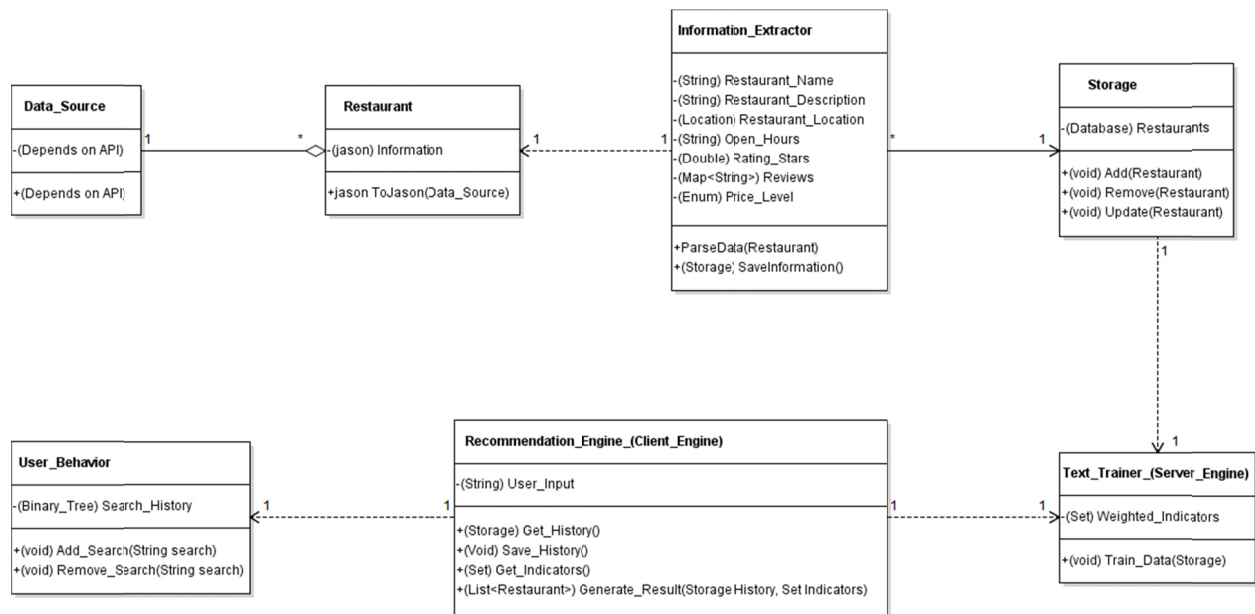 Data_Source
-(Depends on API)
+(Depends on API)
1
*
Restaurant
-(jason) Information
+jason ToJason(Data_Source)
1
1
Information_Extractor
-(String) Restaurant_Name
-(String) Restaurant_Description
-(Location) Restaurant_Location
-(String) Open_Hours
-(Double) Rating_Stars
-(Map<String>) Reviews
-(Enum) Price_Level
+ParseData(Restaurant)
+(Storage) SaveInformation()
*
1
Storage
-(Database) Restaurants
+(void) Add(Restaurant)
+(void) Remove(Restaurant)
+(void) Update(Restaurant)
1
1
User_Behavior
-(Binary_Tree) Search_History
+(void) Add_Search(String search)
+(void) Remove_Search(String search)
1
1
Recommendation_Engine_(Client_Engine)
-(String) User_Input
+(Storage) Get_History()
+(Void) Save_History()
+(Set) Get_Indicators()
+(List<Restaurant>) Generate_Result(Storage History, Set Indicators)
1
1
Text_Trainer_(Server_Engine)
-(Set) Weighted_Indicators
+(void) Train_Data(Storage)